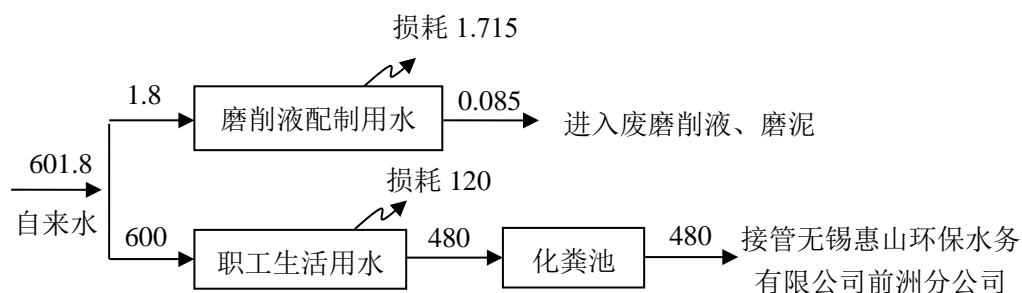 损耗 1.715
1.8
磨削液配制用水
0.085
进入废磨削液、磨泥
601.8
自来水
损耗 120
600
职工生活用水
480
化粪池
480
接管无锡惠山环保水务
有限公司前洲分公司